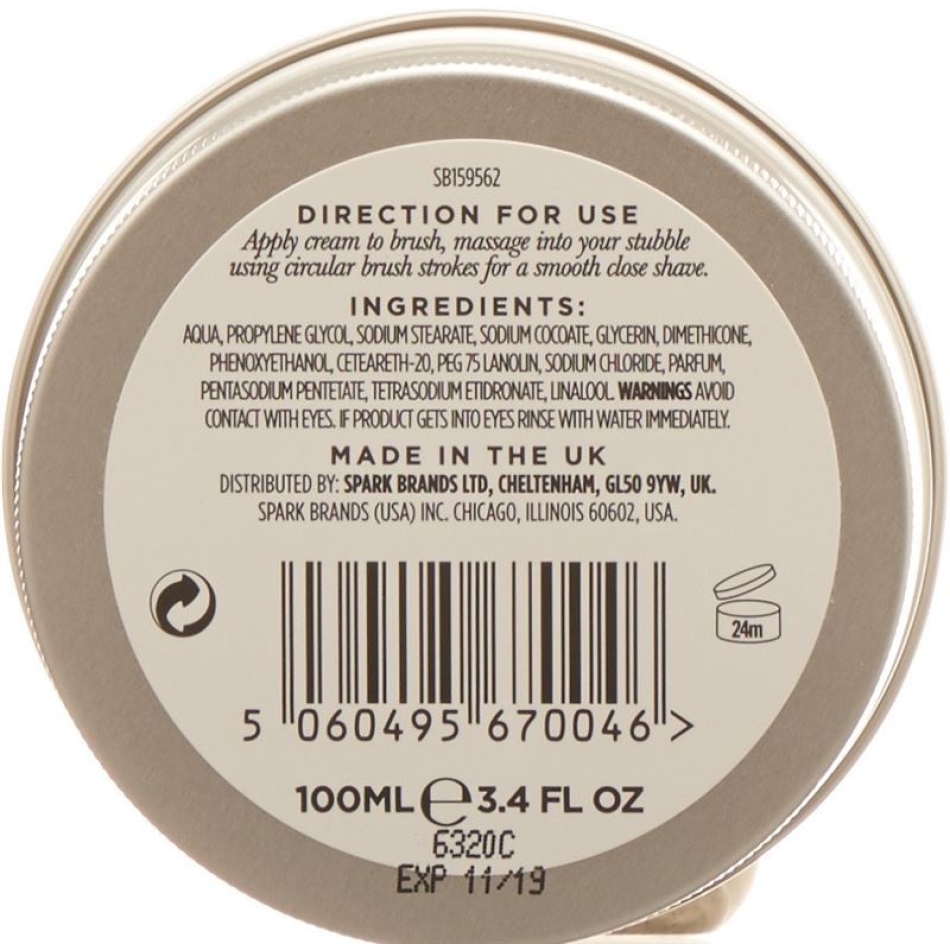 SB159562
DIRECTION FOR USE
Apply cream to brush, massage into your stubble
using circular brush strokes for a smooth close shave.
INGREDIENTS:
AQUA, PROPYLENE GLYCOL, SODIUM STEARATE, SODIUM COCOATE, GLYCERIN, DIMETHICONE,
PHENOXYETHANOL, CETEARETH-20, PEG 75 LANOLIN, SODIUM CHLORIDE, PARFUM,
PENTASODIUM PENTETATE, TETRASODIUM ETIDRONATE, LINALOOL. WARNINGS AVOID
CONTACT WITH EYES. IF PRODUCT GETS INTO EYES RINSE WITH WATER IMMEDIATELY.
MADE IN THE UK
DISTRIBUTED BY: SPARK BRANDS LTD, CHELTENHAM, GL50 9YW, UK.
SPARK BRANDS (USA) INC. CHICAGO, ILLINOIS 60602, USA.
24m
5 060495 670046 >
100ML e 3.4 FL OZ
6320C
EXP 11/19